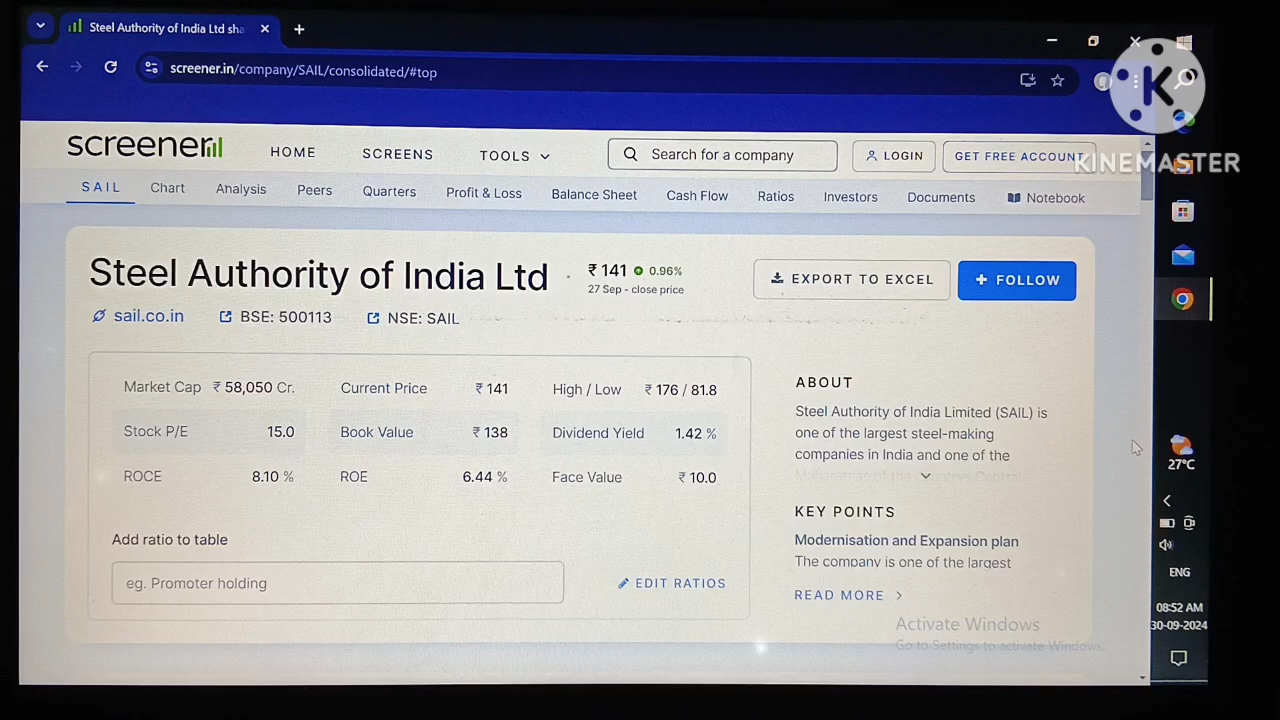 Steel Authority of India Ltd sha
screener.in/company/SAIL/consolidated/#top
KINEMASTER
screener
HOME
SCREENS
TOOLS
Search for a company
LOGIN
GET FREE ACCOUNT
SAIL
Chart
Analysis
Peers
Quarters
Profit & Loss
Balance Sheet
Cash Flow
Ratios
Investors
Documents
Notebook
Steel Authority of India Ltd
₹ 141 0.96%
27 Sep - close price
EXPORT TO EXCEL
+ FOLLOW
sail.co.in
BSE: 500113
NSE: SAIL
Market Cap ₹ 58,050 Cr.
Current Price ₹ 141
High / Low ₹ 176 / 81.8
Stock P/E 15.0
Book Value ₹ 138
Dividend Yield 1.42 %
ROCE 8.10 %
ROE 6.44 %
Face Value ₹ 10.0
Add ratio to table
eg. Promoter holding
EDIT RATIOS
ABOUT
Steel Authority of India Limited (SAIL) is
one of the largest steel-making
companies in India and one of the
KEY POINTS
Modernisation and Expansion plan
The company is one of the largest
READ MORE
Activate Windows
Go to Settings to activate Windows.
27°C
ENG
08:52 AM
30-09-2024